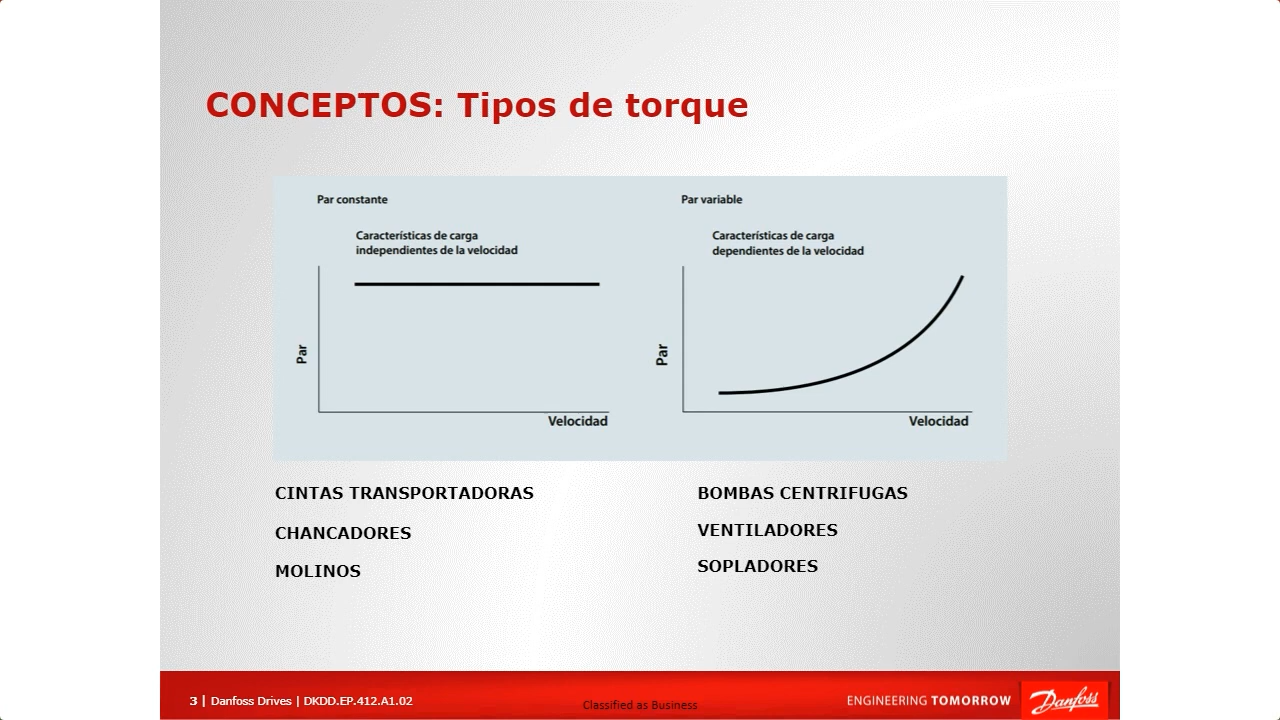 CONCEPTOS: Tipos de torque
Par constante
Características de carga
independientes de la velocidad
Par
Velocidad
Par variable
Características de carga
dependientes de la velocidad
Par
Velocidad
CINTAS TRANSPORTADORAS
CHANCADORES
MOLINOS
BOMBAS CENTRIFUGAS
VENTILADORES
SOPLADORES
3 | Danfoss Drives | DKDD.EP.412.A1.02
Classified as Business
ENGINEERING TOMORROW
Danfoss